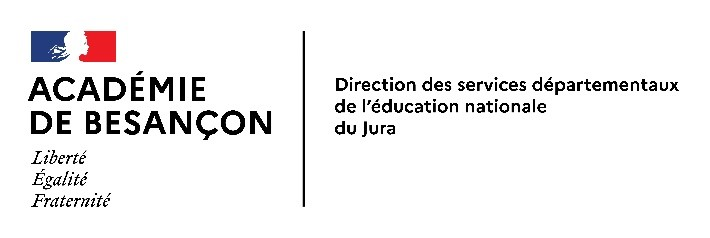 ACADÉMIE
DE BESANÇON
Liberté
Égalité
Fraternité
Direction des services départementaux
de l'éducation nationale
du Jura